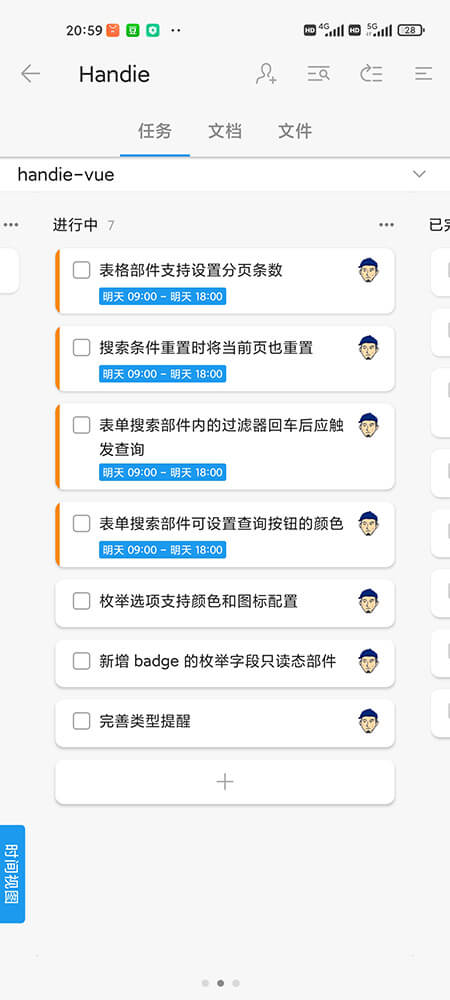 20:59
HD 4G HD 5G 28
Handie
任务 文档 文件
handie-vue
进行中 7
已
表格部件支持设置分页条数
明天 09:00 - 明天 18:00
搜索条件重置时将当前页也重置
明天 09:00 - 明天 18:00
表单搜索部件内的过滤器回车后应触
发查询
明天 09:00 - 明天 18:00
表单搜索部件可设置查询按钮的颜色
明天 09:00 - 明天 18:00
枚举选项支持颜色和图标配置
新增 badge 的枚举字段只读态部件
完善类型提醒
时间视图